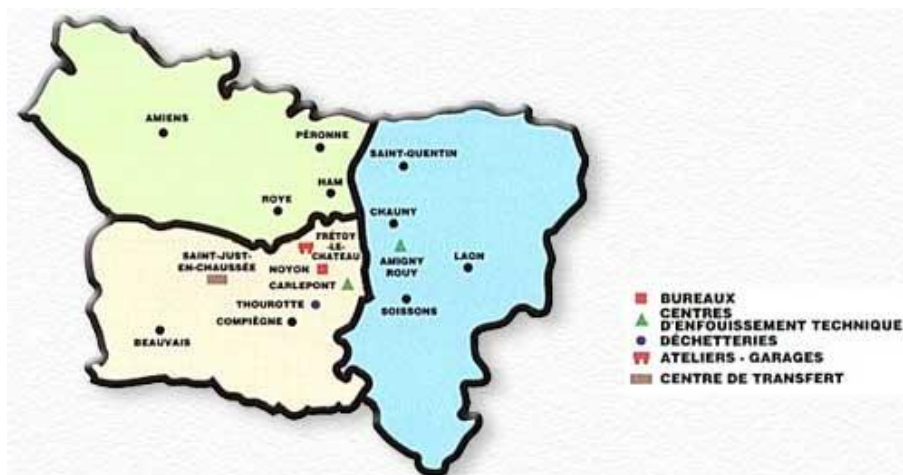 AMIENS
PÉRONNE
SAINT-QUENTIN
HAM
ROYE
CHAUNY
FRÉTOY
-LE-
CHATEAU
SAINT-JUST-
EN-CHAUSSÉE
NOYON
AMIGNY
ROUY
LAON
CARLEPONT
THOUROTTE
SOISSONS
COMPIÈGNE
BEAUVAIS
BUREAUX
CENTRES
D'ENFOUISSEMENT TECHNIQUE
DÉCHETTERIES
ATELIERS - GARAGES
CENTRE DE TRANSFERT